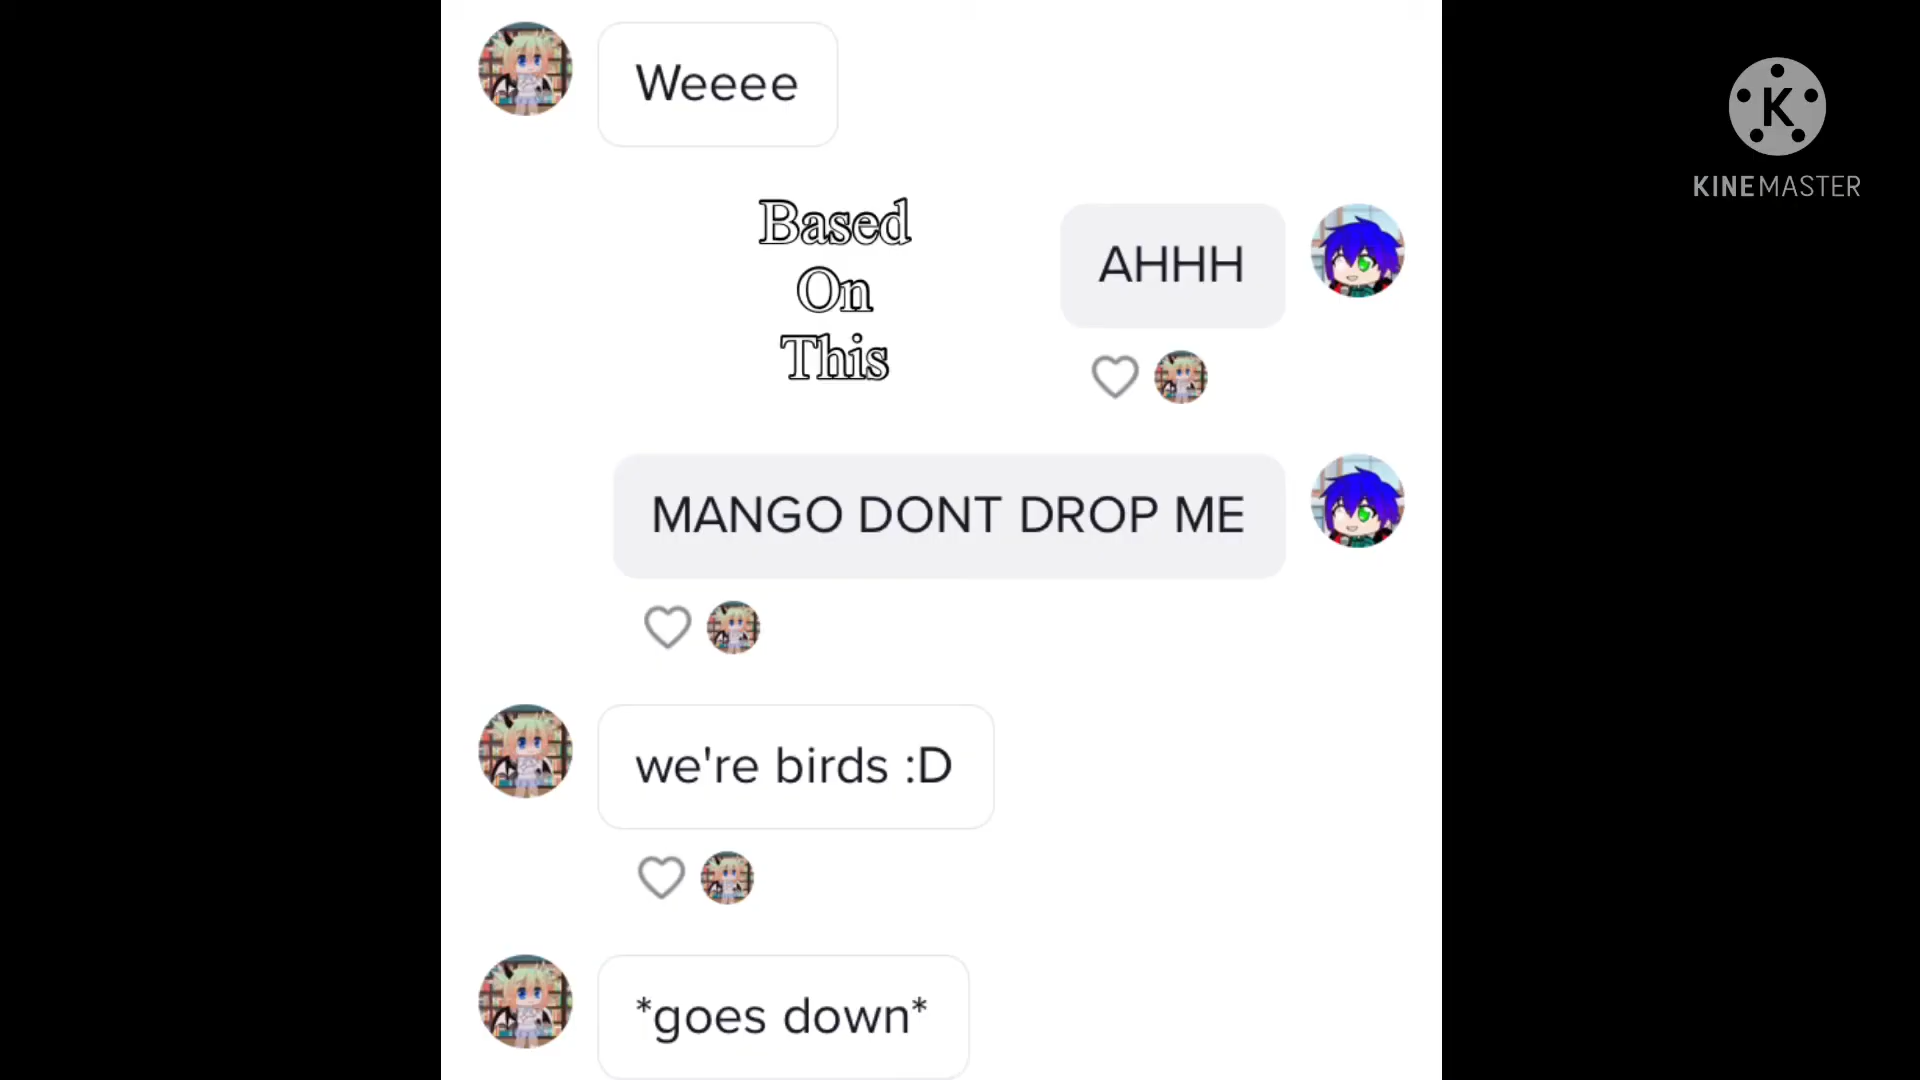 Weeee
Based
On
This
AHHH
MANGO DONT DROP ME
we're birds :D
*goes down*
K
KINEMASTER